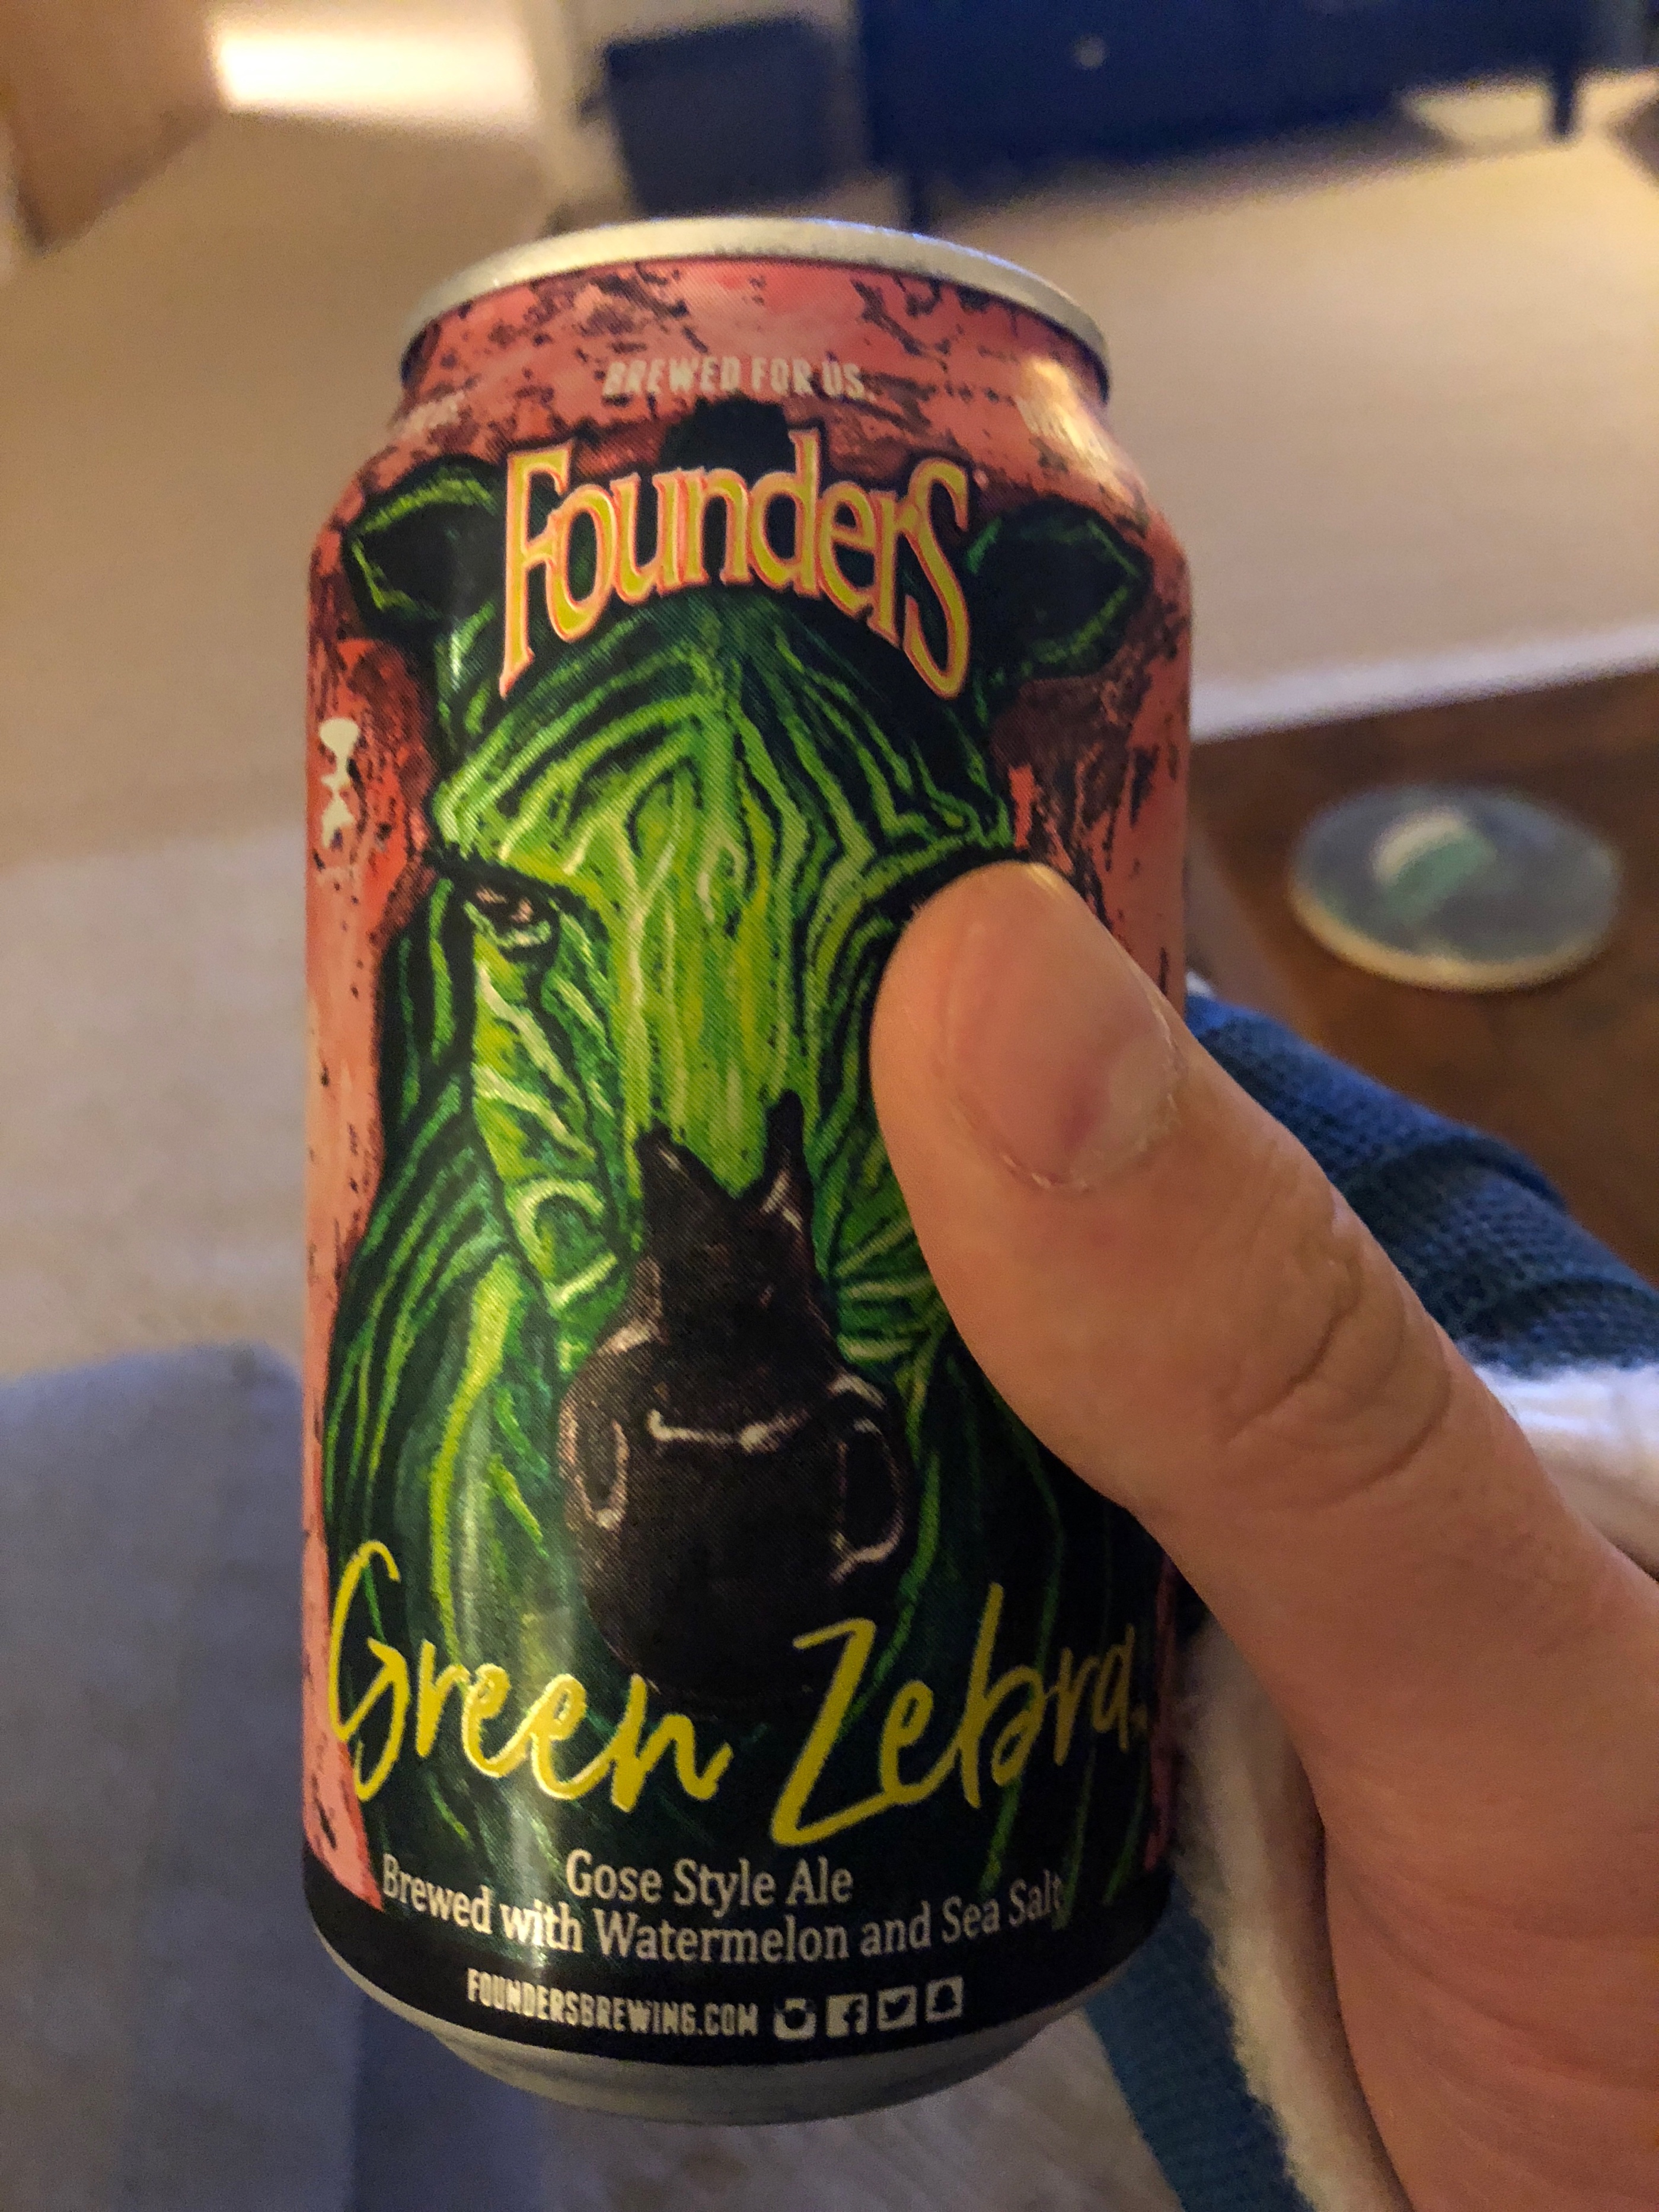 BREWED FOR US.
Founders
Green Zebra
Gose Style Ale
Brewed with Watermelon and Sea Salt
FOUNDERSBREWING.COM